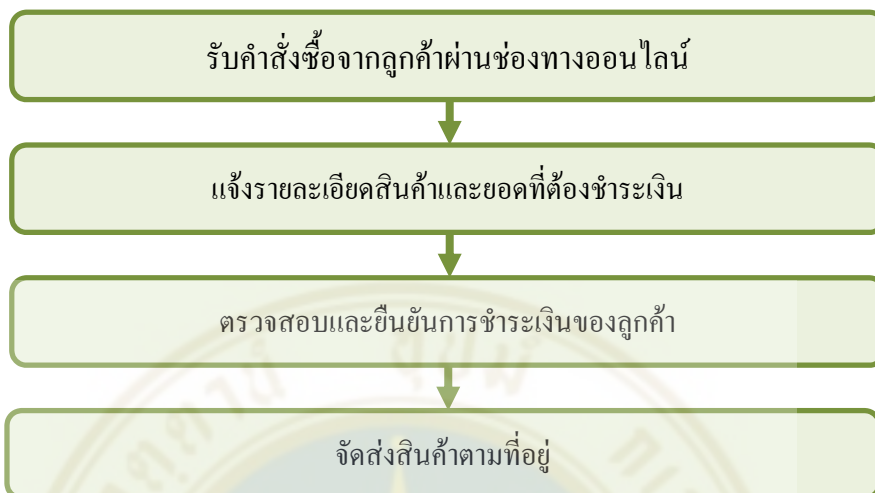 รับคำสั่งซื้อจากลูกค้าผ่านช่องทางออนไลน์
แจ้งรายละเอียดสินค้าและยอดที่ต้องชำระเงิน
ตรวจสอบและยืนยันการชำระเงินของลูกค้า
จัดส่งสินค้าตามที่อยู่